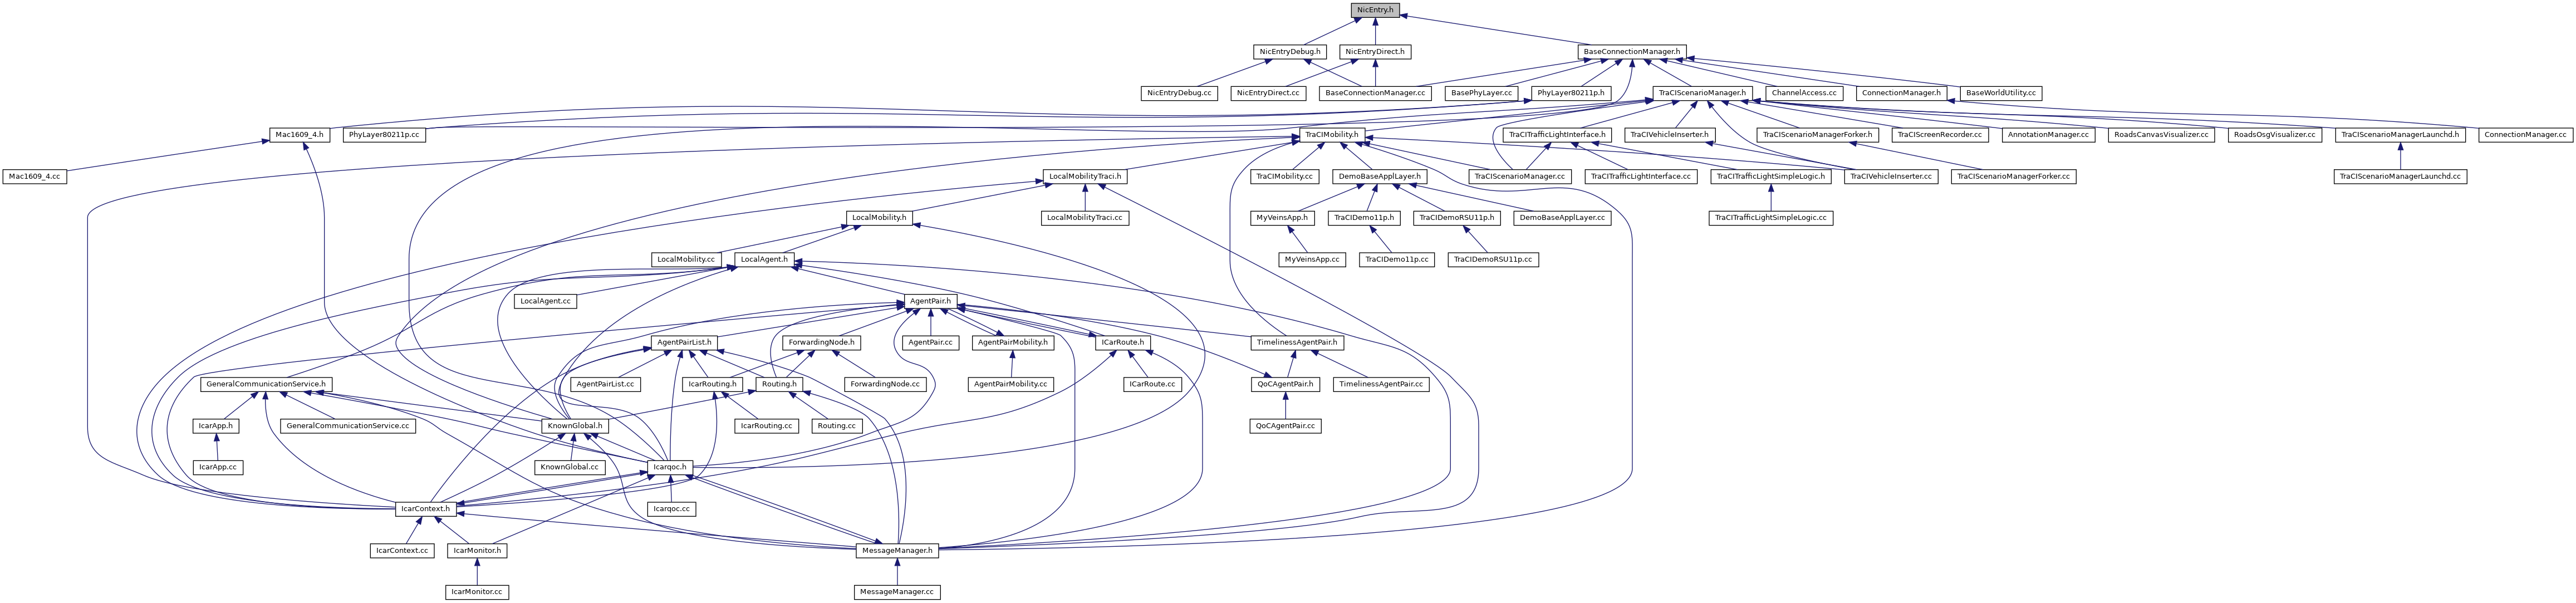 NicEntry.h
NicEntryDebug.h
NicEntryDirect.h
BaseConnectionManager.h
NicEntryDebug.cc
NicEntryDirect.cc
BaseConnectionManager.cc
BasePhyLayer.cc
PhyLayer80211p.h
TraCIScenarioManager.h
ChannelAccess.cc
ConnectionManager.h
BaseWorldUtility.cc
Mac1609_4.h
PhyLayer80211p.cc
TraCIMobility.h
TraCITrafficLightInterface.h
TraCIVehicleInserter.h
TraCIScenarioManagerForker.h
TraCIScreenRecorder.cc
AnnotationManager.cc
RoadsCanvasVisualizer.cc
RoadsOsgVisualizer.cc
TraCIScenarioManagerLaunchd.h
ConnectionManager.cc
Mac1609_4.cc
LocalMobilityTraci.h
TraCIMobility.cc
DemoBaseApplLayer.h
TraCIScenarioManager.cc
TraCITrafficLightInterface.cc
TraCITrafficLightSimpleLogic.h
TraCIVehicleInserter.cc
TraCIScenarioManagerForker.cc
TraCIScenarioManagerLaunchd.cc
LocalMobility.h
LocalMobilityTraci.cc
MyVeinsApp.h
TraCIDemo11p.h
TraCIDemoRSU11p.h
DemoBaseApplLayer.cc
TraCITrafficLightSimpleLogic.cc
LocalMobility.cc
LocalAgent.h
MyVeinsApp.cc
TraCIDemo11p.cc
TraCIDemoRSU11p.cc
LocalAgent.cc
AgentPair.h
AgentPairList.h
ForwardingNode.h
AgentPair.cc
AgentPairMobility.h
ICarRoute.h
TimelinessAgentPair.h
GeneralCommunicationService.h
AgentPairList.cc
IcarRouting.h
Routing.h
ForwardingNode.cc
AgentPairMobility.cc
ICarRoute.cc
QoCAgentPair.h
TimelinessAgentPair.cc
IcarApp.h
GeneralCommunicationService.cc
KnownGlobal.h
IcarRouting.cc
Routing.cc
QoCAgentPair.cc
IcarApp.cc
KnownGlobal.cc
Icarqoc.h
IcarContext.h
Icarqoc.cc
IcarContext.cc
IcarMonitor.h
MessageManager.h
IcarMonitor.cc
MessageManager.cc